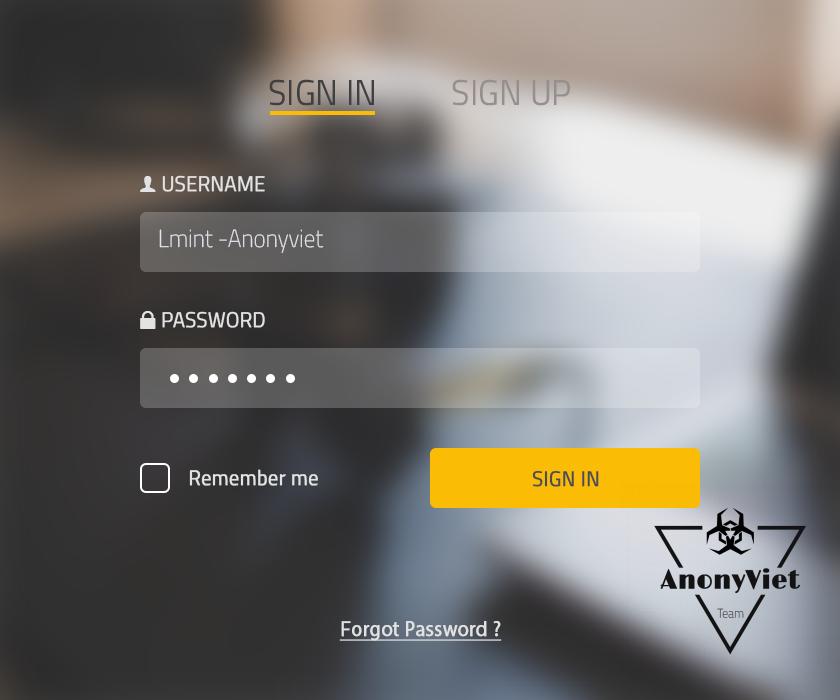 SIGN IN SIGN UP
USERNAME
Lmint -Anonyviet
PASSWORD
Remember me
SIGN IN
AnonyViet
Team
Forgot Password ?